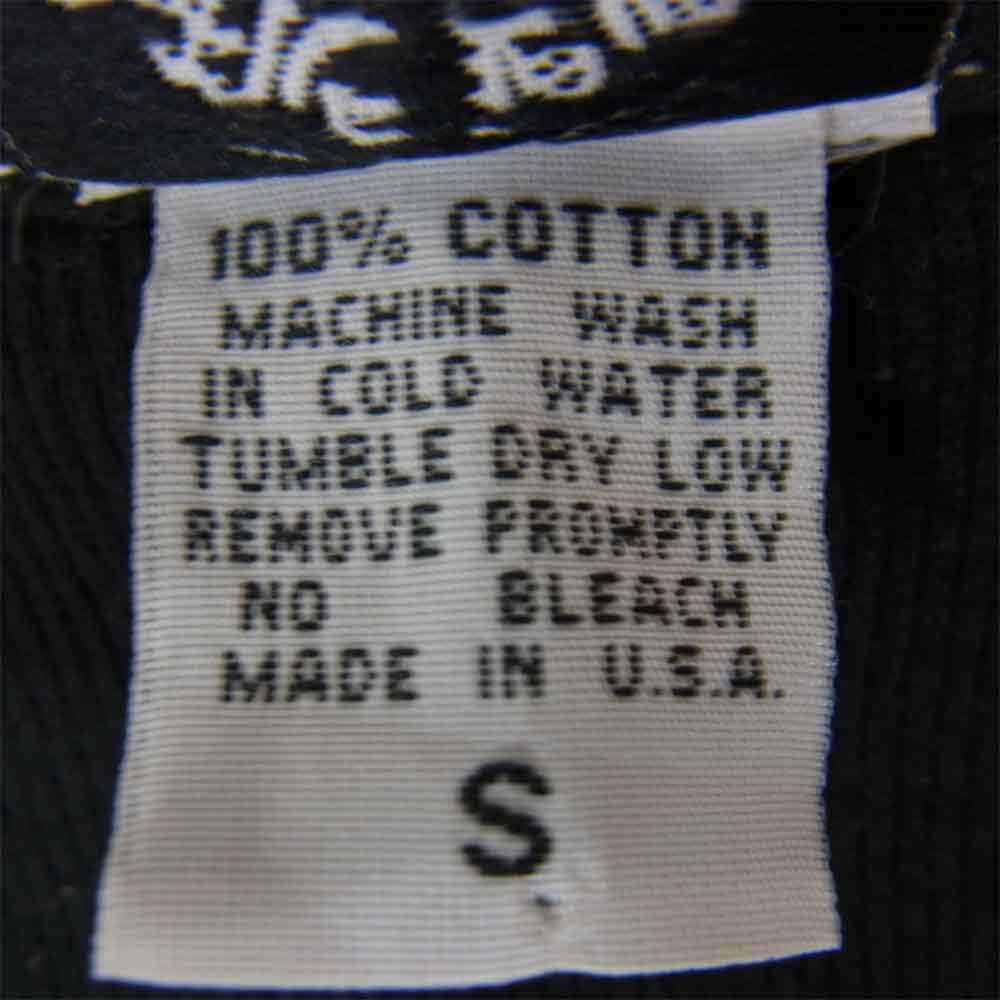 100% COTTON
MACHINE WASH
IN COLD WATER
TUMBLE DRY LOW
REMOVE PROMPTLY
NO BLEACH
MADE IN U.S.A.
S